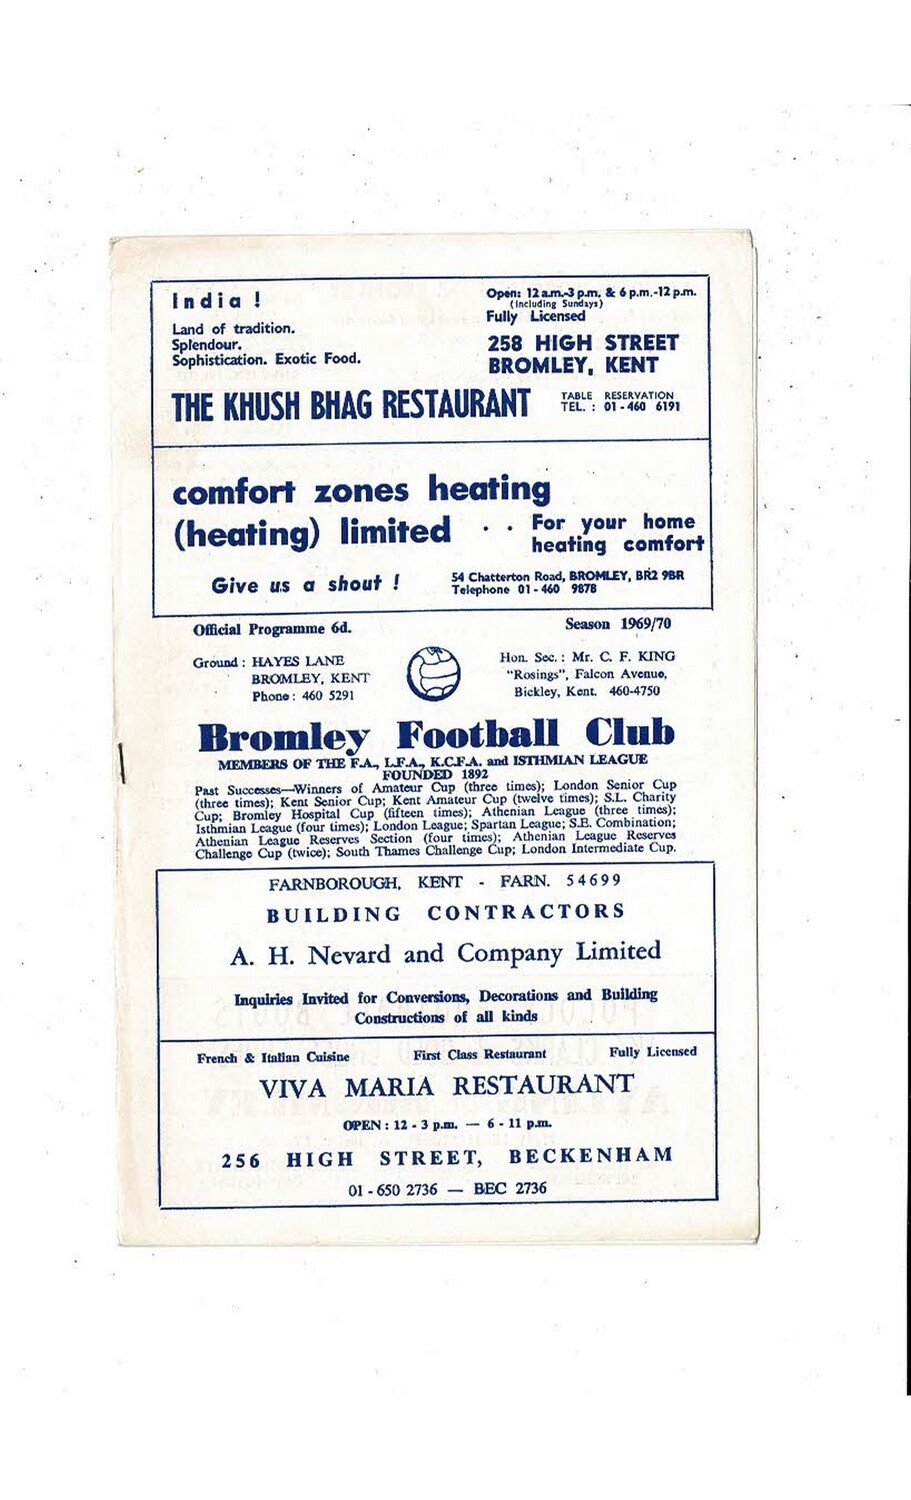 India !
Land of tradition.
Splendour.
Sophistication. Exotic Food.
Open: 12 a.m.-3 p.m. & 6 p.m.-12 p.m.
(Including Sundays)
Fully Licensed
258 HIGH STREET
BROMLEY, KENT
THE KHUSH BHAG RESTAURANT
TABLE RESERVATION
TEL. : 01-460 6191
comfort zones heating
(heating) limited . .
For your home
heating comfort
Give us a shout !
54 Chatterton Road, BROMLEY, BR2 9BR
Telephone 01-460 9878
Official Programme 6d.
Season 1969/70
Ground : HAYES LANE
BROMLEY, KENT
Phone : 460 5291
Hon. Sec. : Mr. C. F. KING
"Rosings", Falcon Avenue,
Bickley, Kent. 460-4750
Bromley Football Club
MEMBERS OF THE F.A., L.F.A., K.C.F.A. and ISTHMIAN LEAGUE
FOUNDED 1892
Past Successes—Winners of Amateur Cup (three times); London Senior Cup
(three times); Kent Senior Cup; Kent Amateur Cup (twelve times); S.L. Charity
Cup; Bromley Hospital Cup (fifteen times); Athenian League (three times);
Isthmian League (four times); London League; Spartan League; S.E. Combination;
Athenian League Reserves Section (four times); Athenian League Reserves
Challenge Cup (twice); South Thames Challenge Cup; London Intermediate Cup.
FARNBOROUGH, KENT - FARN. 54699
BUILDING CONTRACTORS
A. H. Nevard and Company Limited
Inquiries Invited for Conversions, Decorations and Building
Constructions of all kinds
French & Italian Cuisine First Class Restaurant Fully Licensed
VIVA MARIA RESTAURANT
OPEN : 12 - 3 p.m. — 6 - 11 p.m.
256 HIGH STREET, BECKENHAM
01 - 650 2736 — BEC 2736